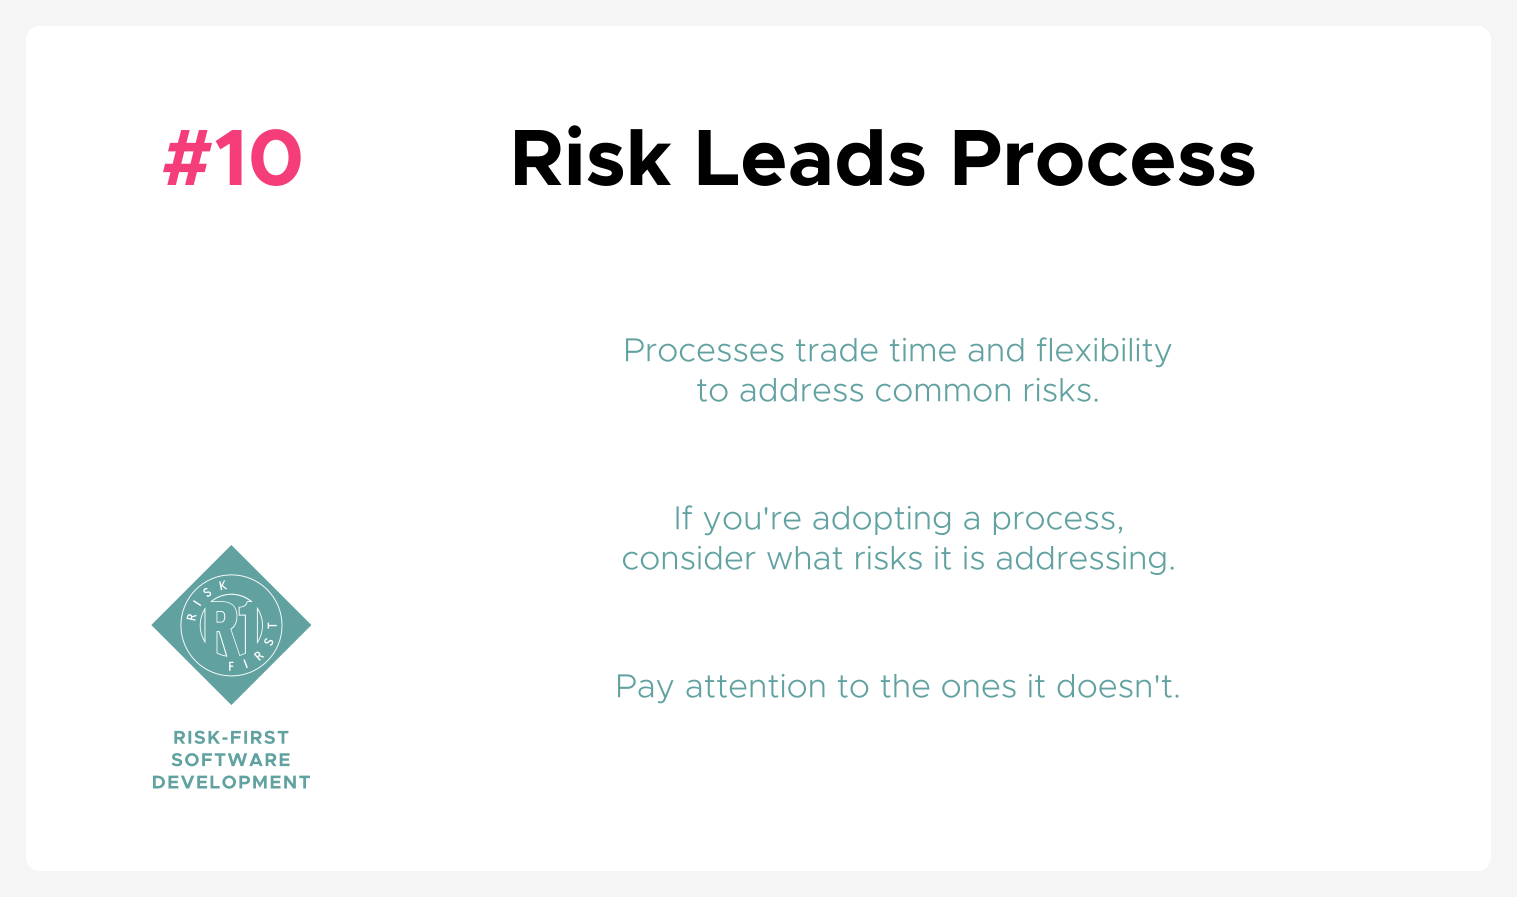 #10
Risk Leads Process
Processes trade time and flexibility
to address common risks.
If you're adopting a process,
consider what risks it is addressing.
Pay attention to the ones it doesn't.
RISK
R1
FIRST
RISK-FIRST
SOFTWARE
DEVELOPMENT